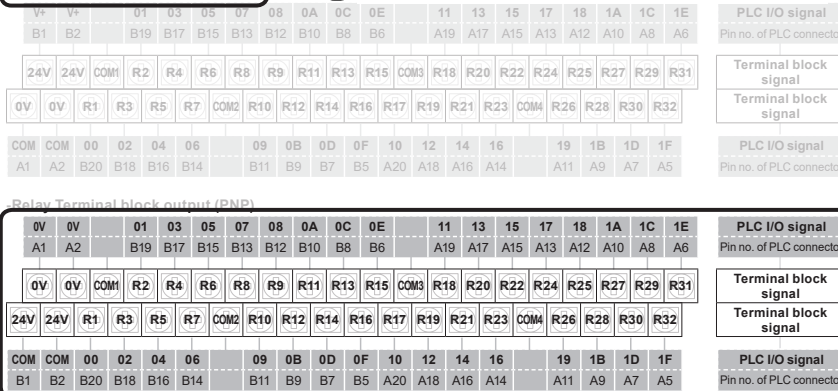 V+ V+ 01 03 05 07 08 0A 0C 0E 11 13 15 17 18 1A 1C 1E PLC I/O signal
B1 B2 B19 B17 B15 B13 B12 B10 B8 B6 A19 A17 A15 A13 A12 A10 A8 A6 Pin no. of PLC connecto
24V 24V COM1 R2 R4 R6 R8 R9 R11 R13 R15 COM3 R18 R20 R22 R24 R25 R27 R29 R31 Terminal block signal
0V 0V R1 R3 R5 R7 COM2 R10 R12 R14 R16 R17 R19 R21 R23 COM4 R26 R28 R30 R32 Terminal block signal
COM COM 00 02 04 06 09 0B 0D 0F 10 12 14 16 19 1B 1D 1F PLC I/O signal
A1 A2 B20 B18 B16 B14 B11 B9 B7 B5 A20 A18 A16 A14 A11 A9 A7 A5 Pin no. of PLC connecto
-Relay Terminal block output (PNP)
0V 0V 01 03 05 07 08 0A 0C 0E 11 13 15 17 18 1A 1C 1E PLC I/O signal
A1 A2 B19 B17 B15 B13 B12 B10 B8 B6 A19 A17 A15 A13 A12 A10 A8 A6 Pin no. of PLC connecto
0V 0V COM1 R2 R4 R6 R8 R9 R11 R13 R15 COM3 R18 R20 R22 R24 R25 R27 R29 R31 Terminal block signal
24V 24V R1 R3 R5 R7 COM2 R10 R12 R14 R16 R17 R19 R21 R23 COM4 R26 R28 R30 R32 Terminal block signal
COM COM 00 02 04 06 09 0B 0D 0F 10 12 14 16 19 1B 1D 1F PLC I/O signal
B1 B2 B20 B18 B16 B14 B11 B9 B7 B5 A20 A18 A16 A14 A11 A9 A7 A5 Pin no. of PLC connecto